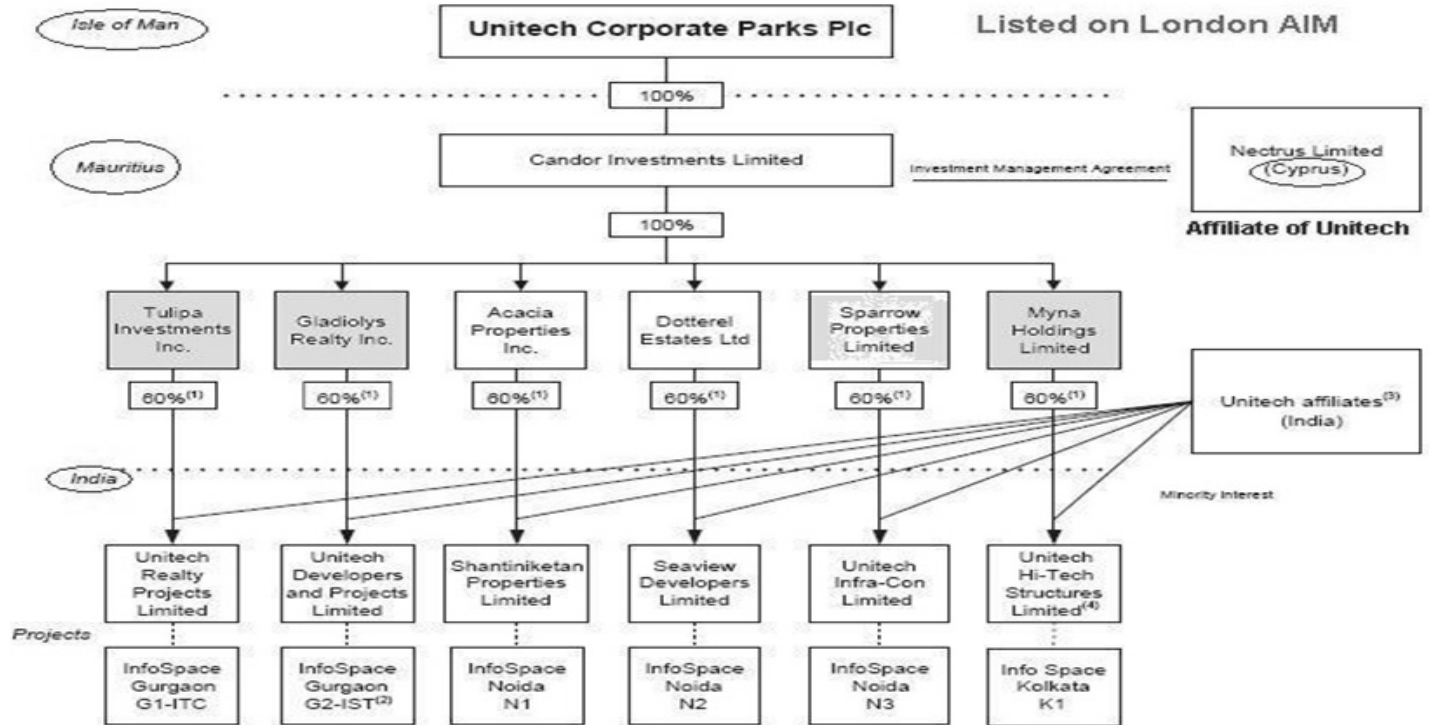 Isle of Man
Unitech Corporate Parks Plc
Listed on London AIM
100%
Mauritius
Candor Investments Limited
Investment Management Agreement
Nectrus Limited
(Cyprus)
Affiliate of Unitech
100%
Tulipa
Investments
Inc.
Gladiolys
Realty Inc.
Acacia
Properties
Inc.
Dotterel
Estates Ltd
Sparrow
Properties
Limited
Myna
Holdings
Limited
60%(1)
60%(1)
60%(1)
60%(1)
60%(1)
60%(1)
Unitech affiliates(3)
(India)
India
Minority Interest
Unitech
Realty
Projects
Limited
Unitech
Developers
and Projects
Limited
Shantiniketan
Properties
Limited
Seaview
Developers
Limited
Unitech
Infra-Con
Limited
Unitech
Hi-Tech
Structures
Limited(4)
Projects
InfoSpace
Gurgaon
G1-ITC
InfoSpace
Gurgaon
G2-IST(2)
InfoSpace
Noida
N1
InfoSpace
Noida
N2
InfoSpace
Noida
N3
Info Space
Kolkata
K1